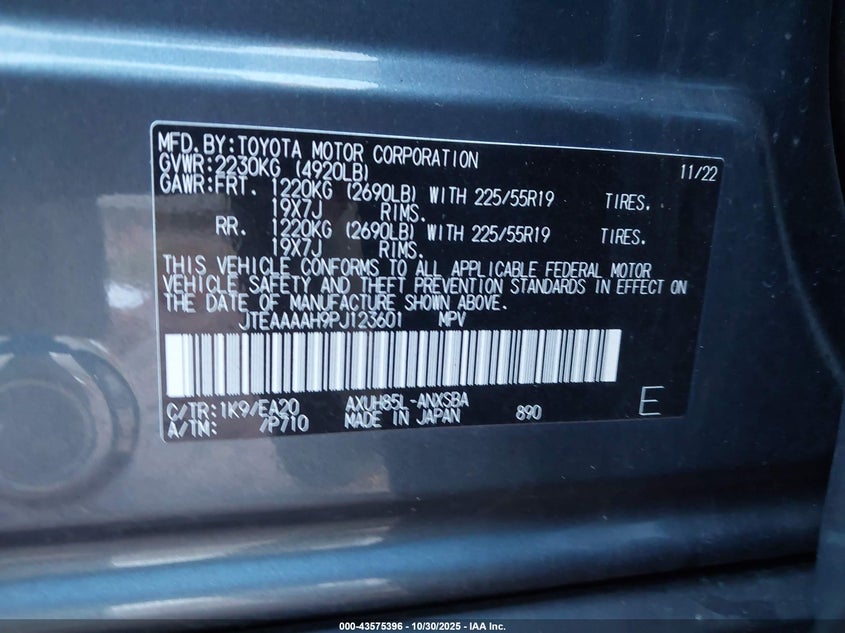 MFD.BY:TOYOTA MOTOR CORPORATION 11/22
GVWR:2230KG (4920LB)
GAWR:FRT. 1220KG (2690LB) WITH 225/55R19 TIRES.
19X7J RIMS.
RR. 1220KG (2690LB) WITH 225/55R19 TIRES.
19X7J RIMS.
THIS VEHICLE CONFORMS TO ALL APPLICABLE FEDERAL MOTOR
VEHICLE SAFETY AND THEFT PREVENTION STANDARDS IN EFFECT ON
THE DATE OF MANUFACTURE SHOWN ABOVE.
JTEAAAAH9PJ123601 MPV
C/TR:1K9/EA20 AXUH85L-ANXSBA 890 E
A/TM: /P710 MADE IN JAPAN
000-43575396 - 10/30/2025 - IAA Inc.